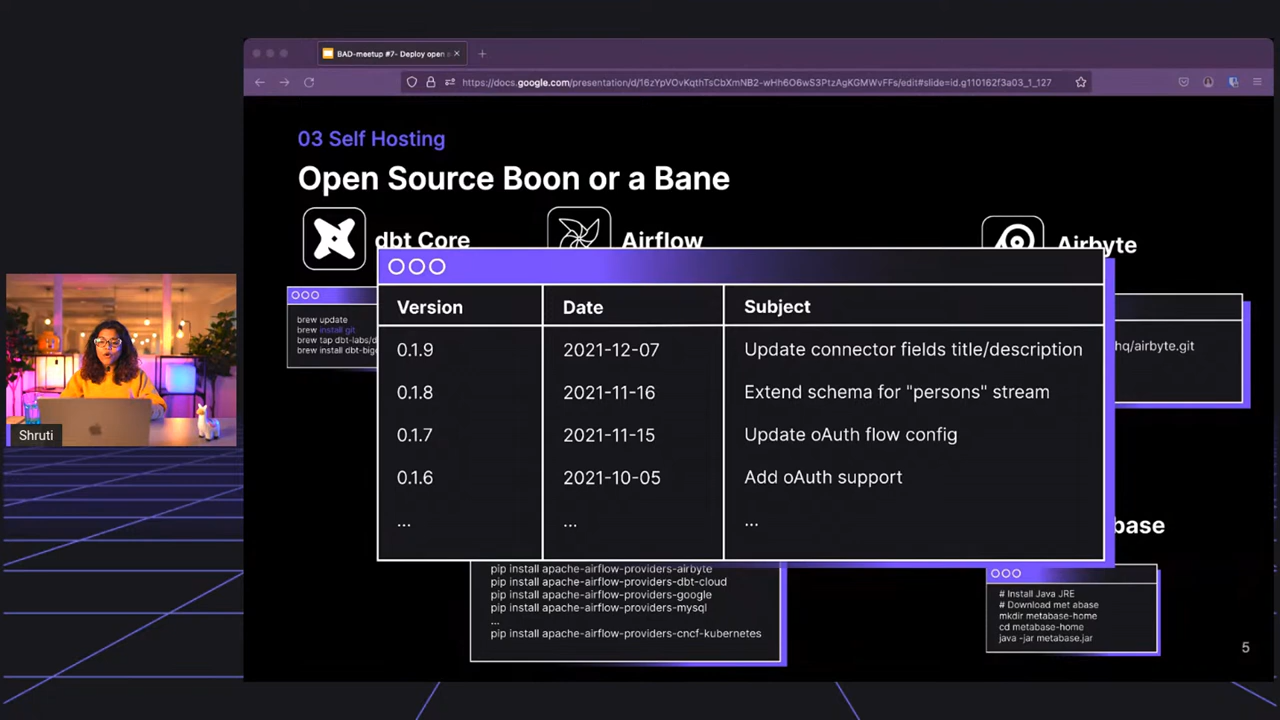 BAD-meetup #7- Deploy open
https://docs.google.com/presentation/d/16zYpVOvKqthTsCbXmNB2-wHh6O6wS3PtzAgKGMWvFFs/edit#slide=id.g110162f3a03_1_127
03 Self Hosting
Open Source Boon or a Bane
dbt Core
Airflow
Airbyte
brew update
brew install git
brew tap dbt-labs/d
brew install dbt-big
Version Date Subject
0.1.9 2021-12-07 Update connector fields title/description
0.1.8 2021-11-16 Extend schema for "persons" stream
0.1.7 2021-11-15 Update oAuth flow config
0.1.6 2021-10-05 Add oAuth support
... ... ...
hq/airbyte.git
base
pip install apache-airflow-providers-airbyte
pip install apache-airflow-providers-dbt-cloud
pip install apache-airflow-providers-google
pip install apache-airflow-providers-mysql
...
pip install apache-airflow-providers-cncf-kubernetes
# Install Java JRE
# Download met abase
mkdir metabase-home
cd metabase-home
java -jar metabase.jar
5
Shruti